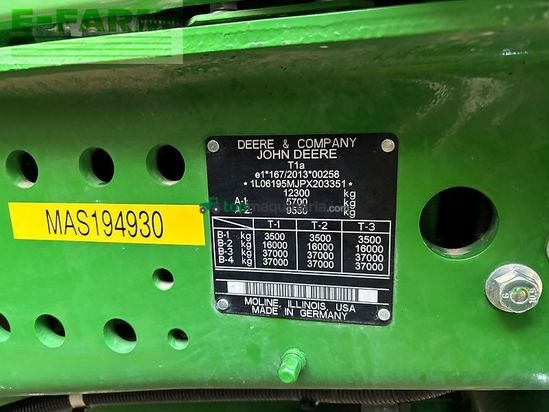 E-FARM
DEERE & COMPANY
JOHN DEERE
T1a
e1*167/2013*00258
*1L06195MJPX203351*
12300 kg
A-1: 5700 kg
A-2: kg
T-1 T-2 T-3
B-1 kg 3500 3500 3500
B-2 kg 16000 16000 16000
B-3 kg 37000 37000 37000
B-4 kg 37000 37000 37000
MOLINE, ILLINOIS, USA
MADE IN GERMANY
MAS194930